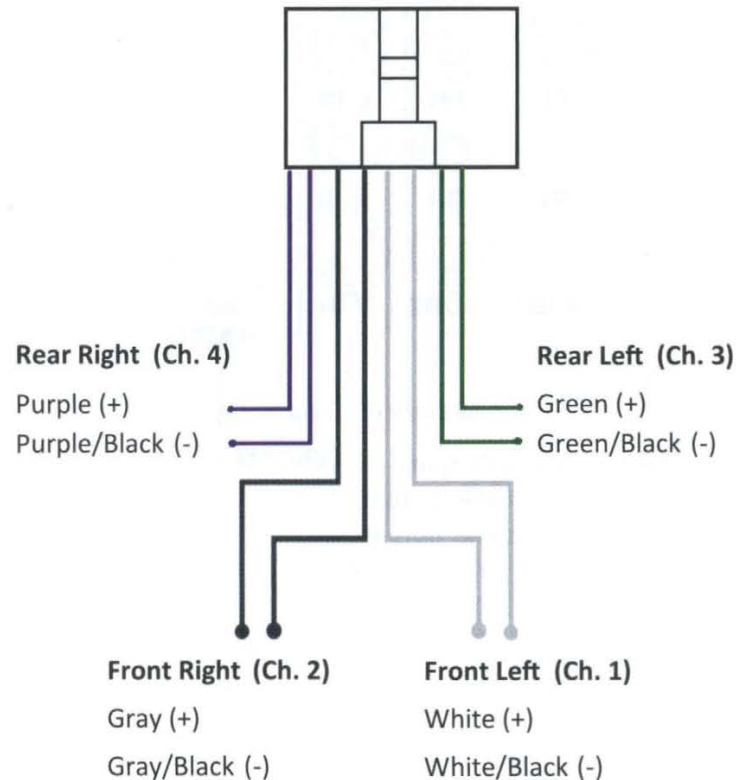 Rear Right (Ch. 4)
Purple (+)
Purple/Black (-)
Rear Left (Ch. 3)
Green (+)
Green/Black (-)
Front Right (Ch. 2)
Gray (+)
Gray/Black (-)
Front Left (Ch. 1)
White (+)
White/Black (-)